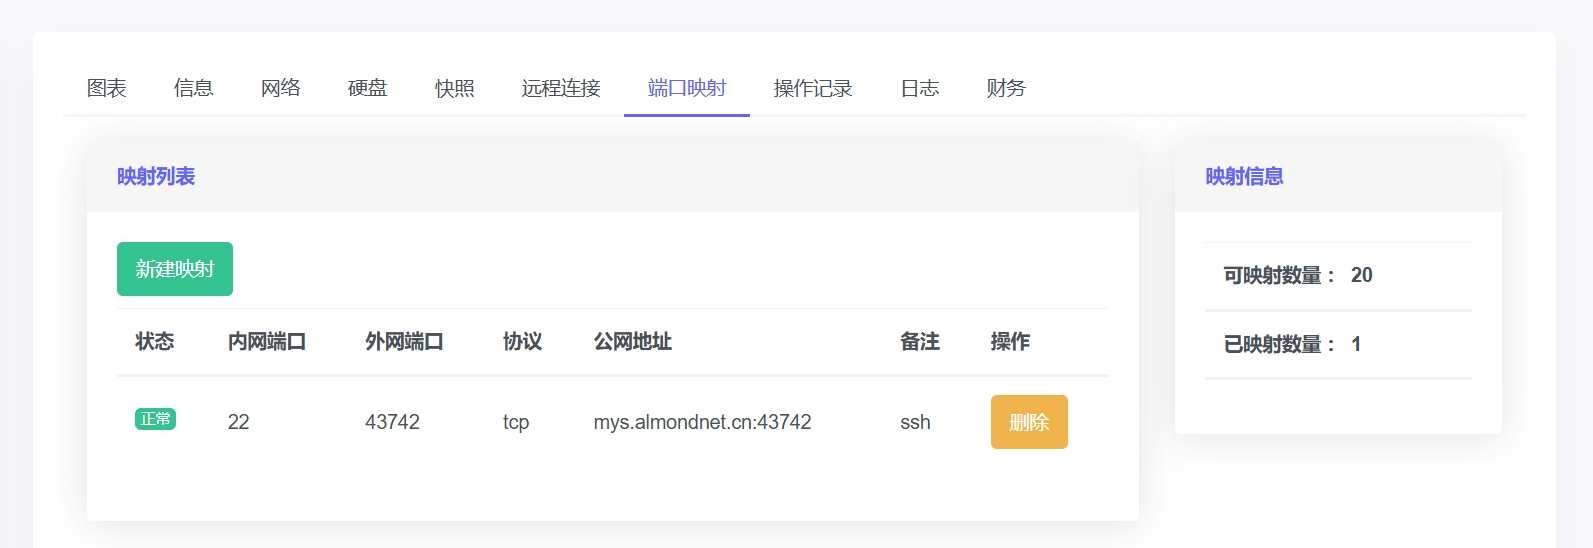 图表 信息 网络 硬盘 快照 远程连接 端口映射 操作记录 日志 财务
映射列表
新建映射
状态 内网端口 外网端口 协议 公网地址 备注 操作
正常 22 43742 tcp mys.almondnet.cn:43742 ssh 删除
映射信息
可映射数量： 20
已映射数量： 1